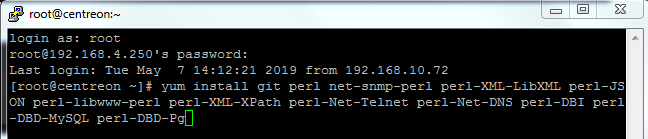 root@centreon:~
login as: root
root@192.168.4.250's password:
Last login: Tue May  7 14:12:21 2019 from 192.168.10.72
[root@centreon ~]# yum install git perl net-snmp-perl perl-XML-LibXML perl-JS
ON perl-libwww-perl perl-XML-XPath perl-Net-Telnet perl-Net-DNS perl-DBI perl
-DBD-MySQL perl-DBD-Pg